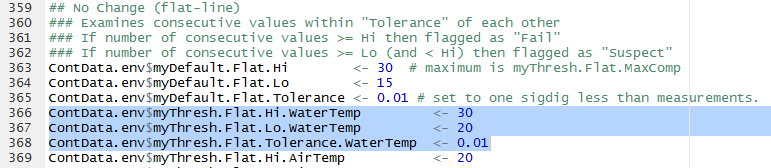 359 ## No Change (flat-line)
360 ### Examines consecutive values within "Tolerance" of each other
361 ### If number of consecutive values >= Hi then flagged as "Fail"
362 ### If number of consecutive values >= Lo (and < Hi) then flagged as "Suspect"
363 ContData.env$myDefault.Flat.Hi <- 30 # maximum is myThresh.Flat.MaxComp
364 ContData.env$myDefault.Flat.Lo <- 15
365 ContData.env$myDefault.Flat.Tolerance <- 0.01 # set to one sigdig less than measurements.
366 ContData.env$myThresh.Flat.Hi.WaterTemp <- 30
367 ContData.env$myThresh.Flat.Lo.WaterTemp <- 20
368 ContData.env$myThresh.Flat.Tolerance.WaterTemp <- 0.01
369 ContData.env$myThresh.Flat.Hi.AirTemp <- 20